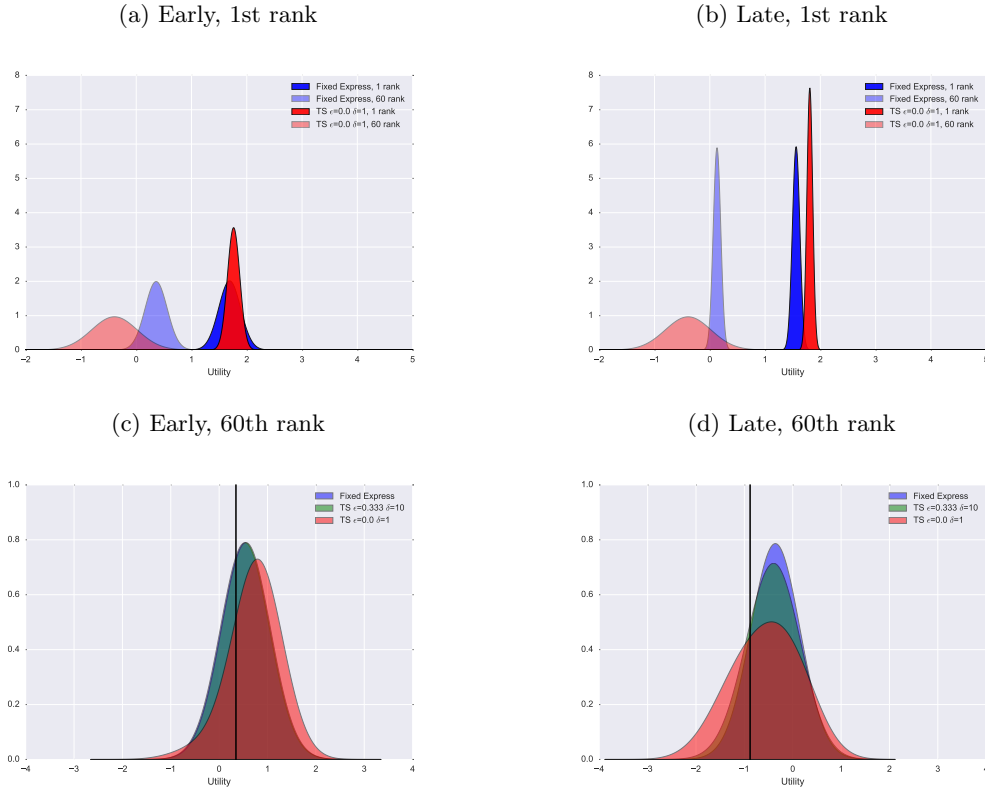 (a) Early, 1st rank
8
7
6
5
4
3
2
1
0
−2 −1 0 1 2 3 4 5
Utility
Fixed Express, 1 rank
Fixed Express, 60 rank
TS ϵ=0.0 δ=1, 1 rank
TS ϵ=0.0 δ=1, 60 rank
(b) Late, 1st rank
8
7
6
5
4
3
2
1
0
−2 −1 0 1 2 3 4 5
Utility
Fixed Express, 1 rank
Fixed Express, 60 rank
TS ϵ=0.0 δ=1, 1 rank
TS ϵ=0.0 δ=1, 60 rank
(c) Early, 60th rank
1.0
0.8
0.6
0.4
0.2
0.0
−4 −3 −2 −1 0 1 2 3 4
Utility
Fixed Express
TS ϵ=0.333 δ=10
TS ϵ=0.0 δ=1
(d) Late, 60th rank
1.0
0.8
0.6
0.4
0.2
0.0
−4 −3 −2 −1 0 1 2 3 4
Utility
Fixed Express
TS ϵ=0.333 δ=10
TS ϵ=0.0 δ=1